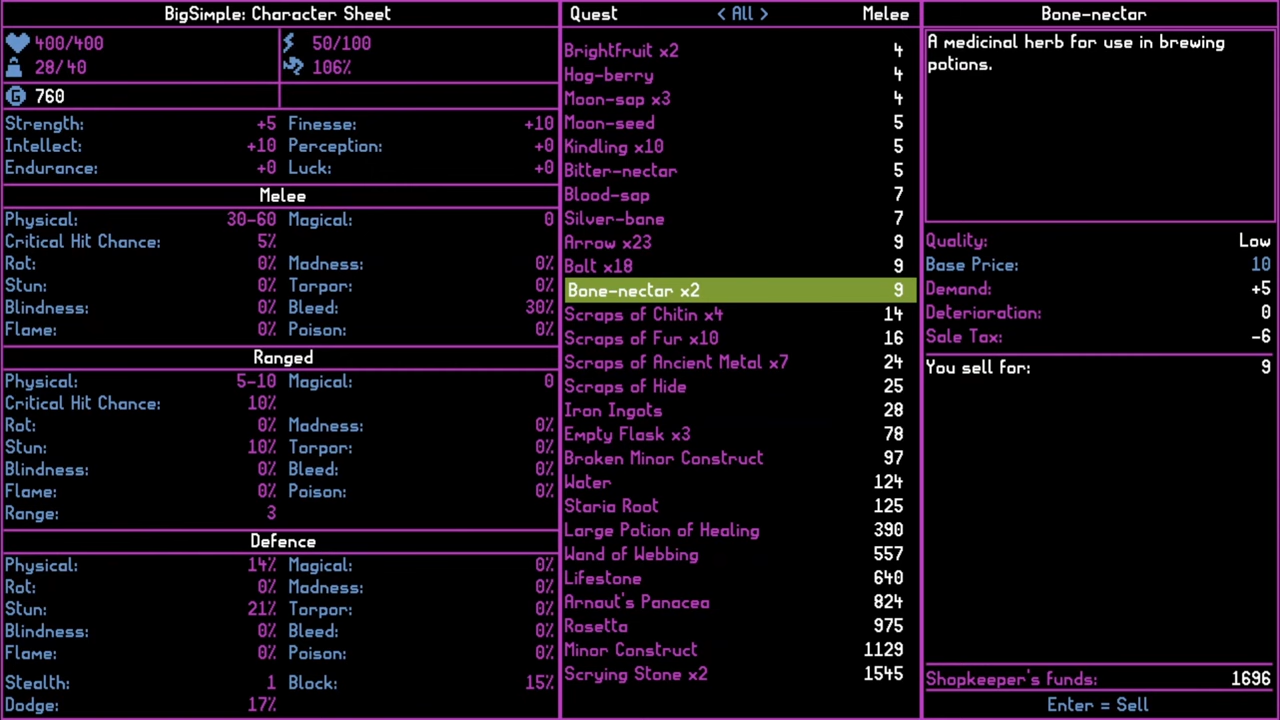 BigSimple: Character Sheet
400/400 50/100
28/40 106%
G 760
Strength: +5 Finesse: +10
Intellect: +10 Perception: +0
Endurance: +0 Luck: +0
Melee
Physical: 30-60 Magical: 0
Critical Hit Chance: 5%
Rot: 0% Madness: 0%
Stun: 0% Torpor: 0%
Blindness: 0% Bleed: 30%
Flame: 0% Poison: 0%
Ranged
Physical: 5-10 Magical: 0
Critical Hit Chance: 10%
Rot: 0% Madness: 0%
Stun: 10% Torpor: 0%
Blindness: 0% Bleed: 0%
Flame: 0% Poison: 0%
Range: 3
Defence
Physical: 14% Magical: 0%
Rot: 0% Madness: 0%
Stun: 21% Torpor: 0%
Blindness: 0% Bleed: 0%
Flame: 0% Poison: 0%
Stealth: 1 Block: 15%
Dodge: 17%
Quest < All > Melee
Brightfruit x2 4
Hog-berry 4
Moon-sap x3 4
Moon-seed 5
Kindling x10 5
Bitter-nectar 5
Blood-sap 7
Silver-bane 7
Arrow x23 9
Bolt x18 9
Bone-nectar x2 9
Scraps of Chitin x4 14
Scraps of Fur x10 16
Scraps of Ancient Metal x7 24
Scraps of Hide 25
Iron Ingots 28
Empty Flask x3 78
Broken Minor Construct 97
Water 124
Staria Root 125
Large Potion of Healing 390
Wand of Webbing 557
Lifestone 640
Arnaut's Panacea 824
Rosetta 975
Minor Construct 1129
Scrying Stone x2 1545
Bone-nectar
A medicinal herb for use in brewing
potions.
Quality: Low
Base Price: 10
Demand: +5
Deterioration: 0
Sale Tax: -6
You sell for: 9
Shopkeeper's funds: 1696
Enter = Sell